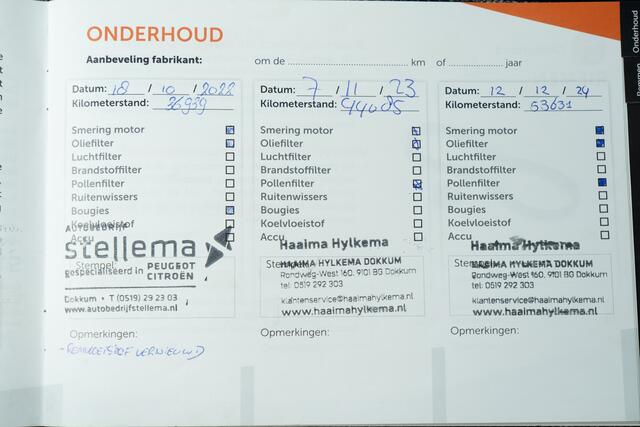 ONDERHOUD
Aanbeveling fabrikant: om de km of jaar
Datum: 18 / 10 / 2022
Kilometerstand: 36939
Smering motor
Oliefilter
Luchtfilter
Brandstoffilter
Pollenfilter
Ruitenwissers
Bougies
Koelvloeistof
Accu
AUTOBEDRIJF
stellema
Stempel:
gespecialiseerd in PEUGEOT
CITROËN
Dokkum • T (0519) 29 23 03
www.autobedrijfstellema.nl
Opmerkingen:
- REMVLOEISTOF VERNIEUWD
Datum: 7 / 11 / 23
Kilometerstand: 44085
Smering motor
Oliefilter
Luchtfilter
Brandstoffilter
Pollenfilter
Ruitenwissers
Bougies
Koelvloeistof
Accu
Haaima Hylkema
HAAIMA HYLKEMA DOKKUM
Rondweg-West 160, 9101 BG Dokkum
tel: 0519 292 303
klantenservice@haaimahylkema.nl
www.haaimahylkema.nl
Opmerkingen:
Datum: 12 / 12 / 24
Kilometerstand: 53631
Smering motor
Oliefilter
Luchtfilter
Brandstoffilter
Pollenfilter
Ruitenwissers
Bougies
Koelvloeistof
Accu
Haaima Hylkema
HAAIMA HYLKEMA DOKKUM
Rondweg-West 160, 9101 BG Dokkum
tel: 0519 292 303
klantenservice@haaimahylkema.nl
www.haaimahylkema.nl
Opmerkingen:
Onderhoud